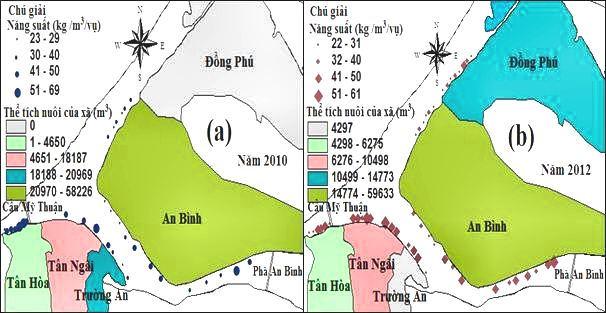 Chú giải
Năng suất (kg /m³/vụ)
23 - 29
30 - 40
41 - 50
51 - 69
Thể tích nuôi của xã (m³)
0
1 - 4650
4651 - 18187
18188 - 20969
20970 - 58226
Cầu Mỹ Thuận
N
W
E
S
Đồng Phú
(a)
Năm 2010
An Bình
Tân Ngãi
Tân Hòa
Trường An
Phà An Bình
Chú giải
Năng suất (kg /m³/vụ)
22 - 31
32 - 40
41 - 50
51 - 61
Thể tích nuôi của xã (m³)
4297
4298 - 6275
6276 - 10498
10499 - 14773
14774 - 59633
Cầu Mỹ Thuận
N
W
E
S
Đồng Phú
(b)
Năm 2012
An Bình
Tân Ngãi
Tân Hòa
Trường An
Phà An Bình